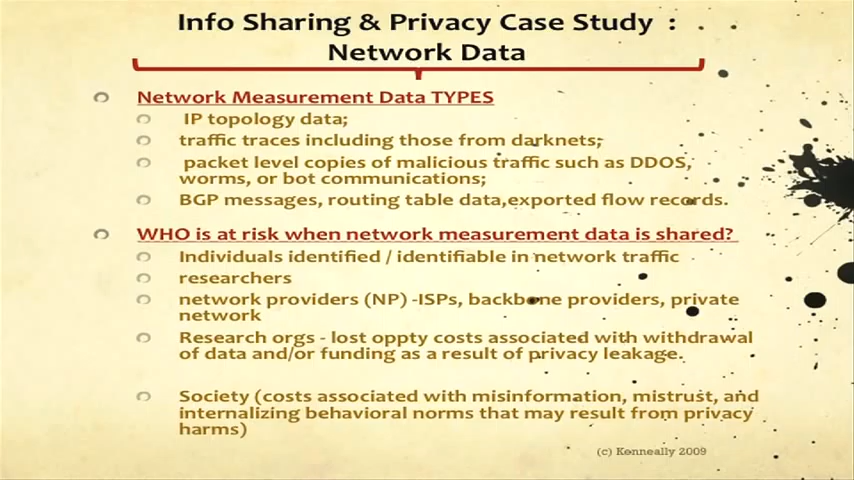 Info Sharing & Privacy Case Study :
Network Data
Network Measurement Data TYPES
IP topology data;
traffic traces including those from darknets;
packet level copies of malicious traffic such as DDOS,
worms, or bot communications;
BGP messages, routing table data,exported flow records.
WHO is at risk when network measurement data is shared?
Individuals identified / identifiable in network traffic
researchers
network providers (NP) -ISPs, backbone providers, private
network
Research orgs - lost oppty costs associated with withdrawal
of data and/or funding as a result of privacy leakage.
Society (costs associated with misinformation, mistrust, and
internalizing behavioral norms that may result from privacy
harms)
(c) Kenneally 2009